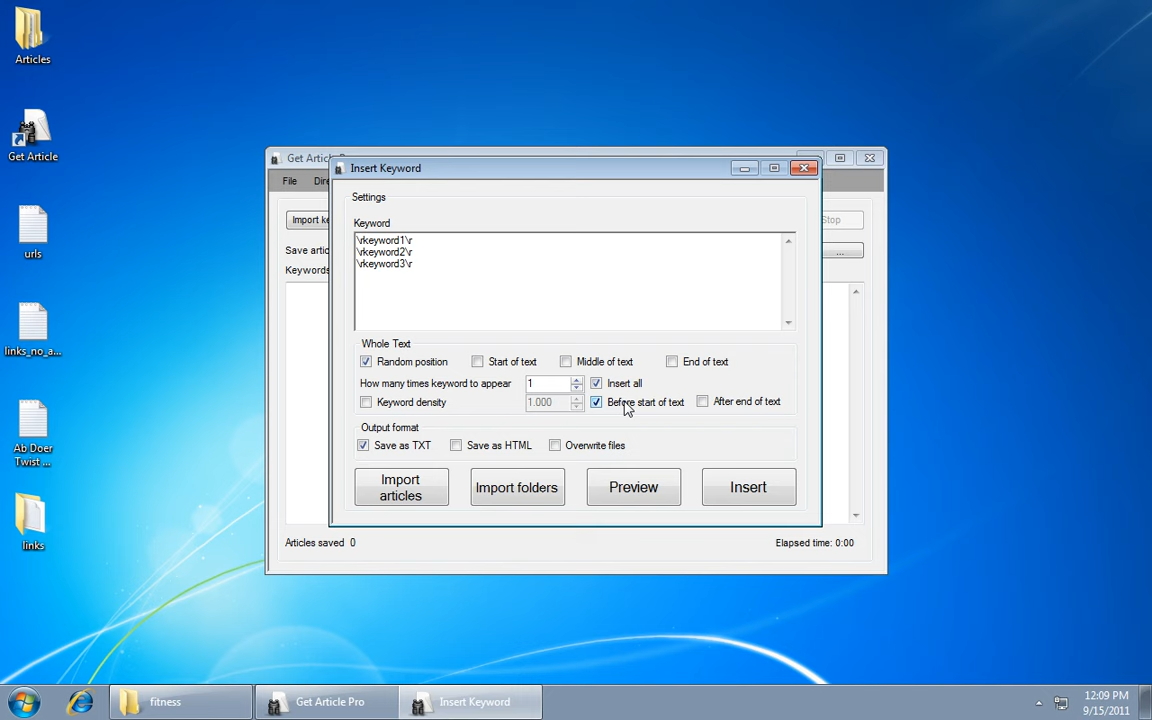 Articles
Get Article
urls
links_no_a...
Ab Doer
Twist ...
links
Get Artic
File
Dire
Import ke
Stop
Save artic
...
Keywords
Insert Keyword
Settings
Keyword
\rkeyword1\r
\rkeyword2\r
\rkeyword3\r
Whole Text
Random position
Start of text
Middle of text
End of text
How many times keyword to appear
1
Insert all
Keyword density
1.000
Before start of text
After end of text
Output format
Save as TXT
Save as HTML
Overwrite files
Import
articles
Import folders
Preview
Insert
Articles saved 0
Elapsed time: 0:00
fitness
Get Article Pro
Insert Keyword
12:09 PM
9/15/2011